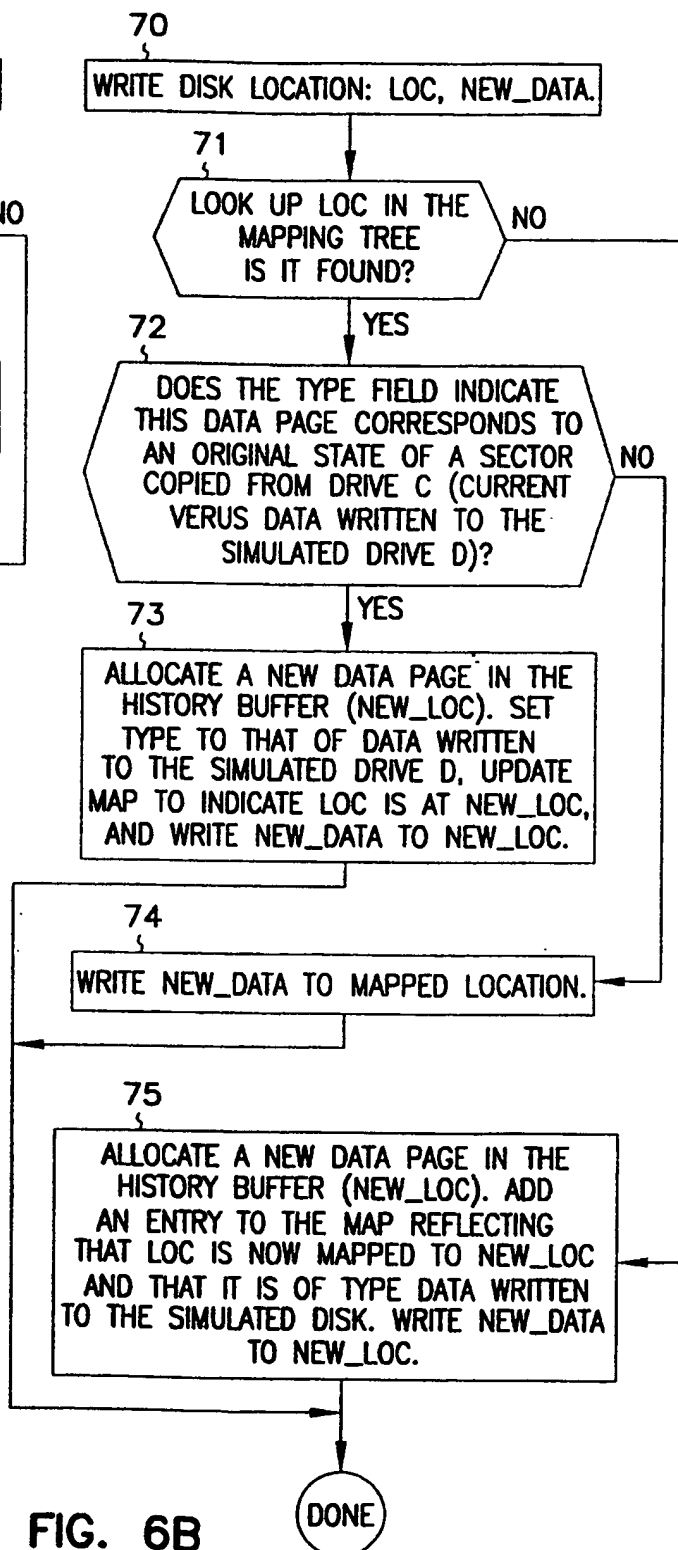 70
WRITE DISK LOCATION: LOC, NEW_DATA.
71
NO
LOOK UP LOC IN THE
MAPPING TREE
IS IT FOUND?
NO
YES
72
DOES THE TYPE FIELD INDICATE
THIS DATA PAGE CORRESPONDS TO
AN ORIGINAL STATE OF A SECTOR
COPIED FROM DRIVE C (CURRENT
VERUS DATA WRITTEN TO THE
SIMULATED DRIVE D)?
NO
YES
73
ALLOCATE A NEW DATA PAGE IN THE
HISTORY BUFFER (NEW_LOC). SET
TYPE TO THAT OF DATA WRITTEN
TO THE SIMULATED DRIVE D, UPDATE
MAP TO INDICATE LOC IS AT NEW_LOC,
AND WRITE NEW_DATA TO NEW_LOC.
74
WRITE NEW_DATA TO MAPPED LOCATION.
75
ALLOCATE A NEW DATA PAGE IN THE
HISTORY BUFFER (NEW_LOC). ADD
AN ENTRY TO THE MAP REFLECTING
THAT LOC IS NOW MAPPED TO NEW_LOC
AND THAT IT IS OF TYPE DATA WRITTEN
TO THE SIMULATED DISK. WRITE NEW_DATA
TO NEW_LOC.
DONE
FIG. 6B